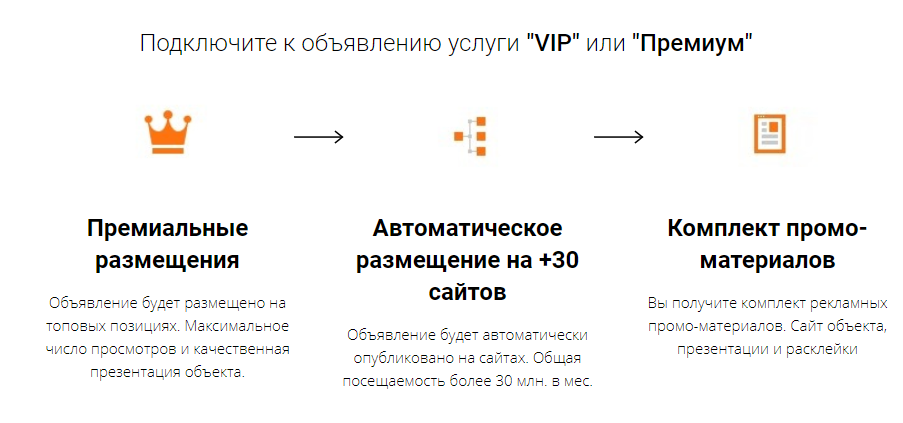 Подключите к объявлению услуги "VIP" или "Премиум"
Премиальные
размещения
Объявление будет размещено на
топовых позициях. Максимальное
число просмотров и качественная
презентация объекта.
Автоматическое
размещение на +30
сайтов
Объявление будет автоматически
опубликовано на сайтах. Общая
посещаемость более 30 млн. в мес.
Комплект промо-
материалов
Вы получите комплект рекламных
промо-материалов. Сайт объекта,
презентации и расклейки